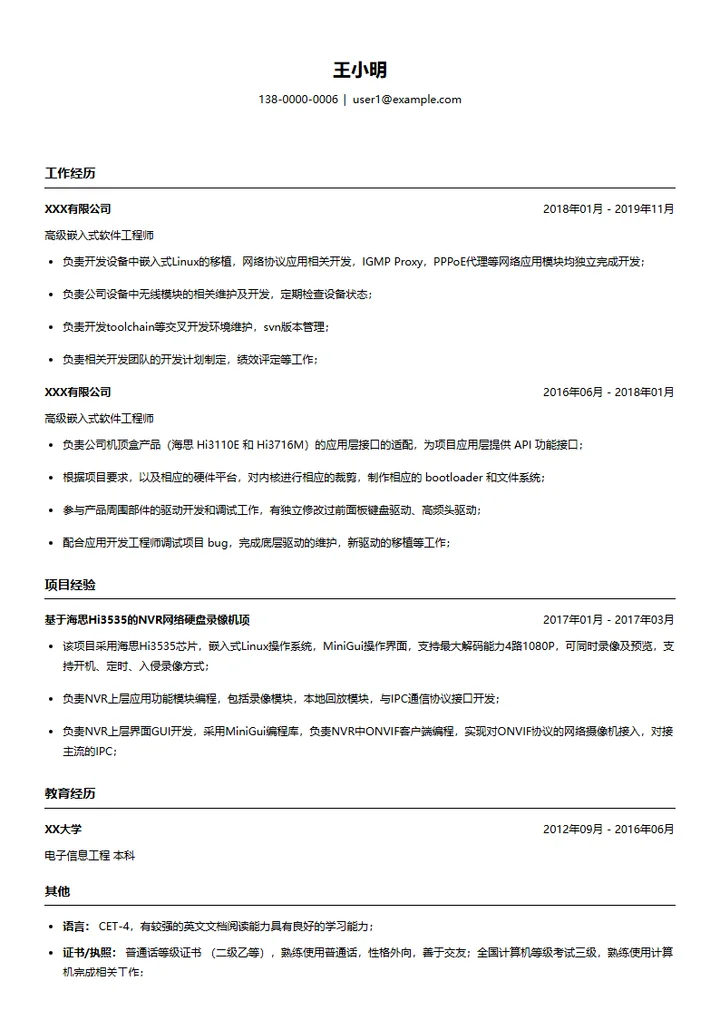 王小明
138-0000-0006 | user1@example.com
工作经历
XXX有限公司 2018年01月 - 2019年11月
高级嵌入式软件工程师
• 负责开发设备中嵌入式Linux的移植，网络协议应用相关开发，IGMP Proxy，PPPoE代理等网络应用模块均独立完成开发；
• 负责公司设备中无线模块的相关维护及开发，定期检查设备状态；
• 负责开发toolchain等交叉开发环境维护，svn版本管理；
• 负责相关开发团队的开发计划制定，绩效评定等工作；
XXX有限公司 2016年06月 - 2018年01月
高级嵌入式软件工程师
• 负责公司机顶盒产品（海思 Hi3110E 和 Hi3716M）的应用层接口的适配，为项目应用层提供 API 功能接口；
• 根据项目要求，以及相应的硬件平台，对内核进行相应的裁剪，制作相应的 bootloader 和文件系统；
• 参与产品周围部件的驱动开发和调试工作，有独立修改过前面板键盘驱动、高频头驱动；
• 配合应用开发工程师调试项目 bug，完成底层驱动的维护，新驱动的移植等工作；
项目经验
基于海思Hi3535的NVR网络硬盘录像机项 2017年01月 - 2017年03月
• 该项目采用海思Hi3535芯片，嵌入式Linux操作系统，MiniGui操作界面，支持最大解码能力4路1080P，可同时录像及预览，支
持开机、定时、入侵录像方式；
• 负责NVR上层应用功能模块编程，包括录像模块，本地回放模块，与IPC通信协议接口开发；
• 负责NVR上层界面GUI开发，采用MiniGui编程库，负责NVR中ONVIF客户端编程，实现对ONVIF协议的网络摄像机接入，对接
主流的IPC；
教育经历
XX大学 2012年09月 - 2016年06月
电子信息工程 本科
其他
• 语言： CET-4，有较强的英文文档阅读能力具有良好的学习能力；
• 证书/执照： 普通话等级证书 （二级乙等），熟练使用普通话，性格外向，善于交友；全国计算机等级考试三级，熟练使用计算
机完成相关工作；